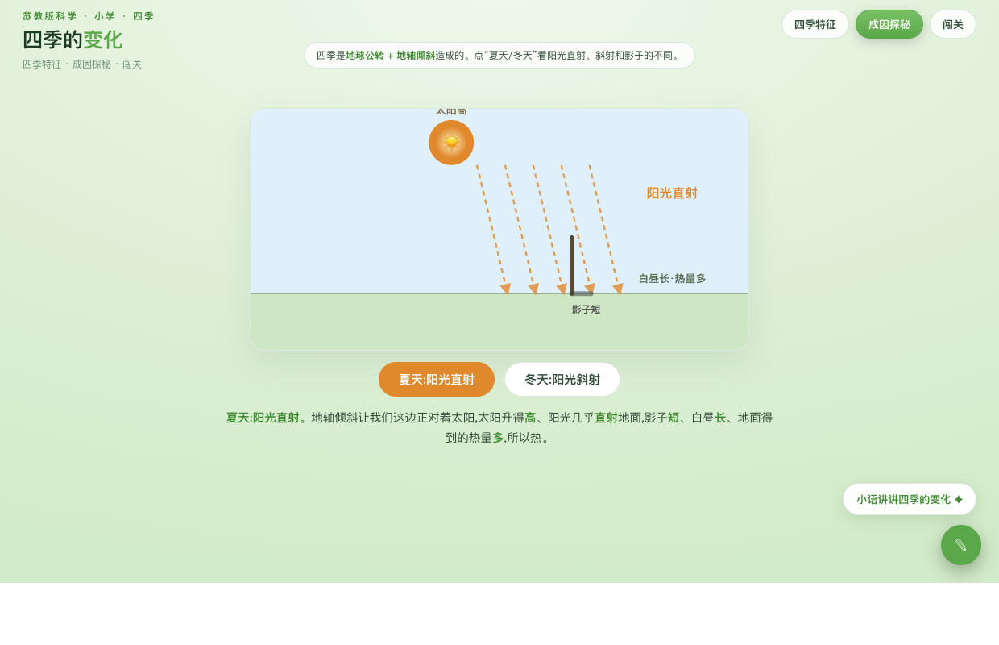 苏教版科学 · 小学 · 四季
四季的变化
四季特征 · 成因探秘 · 闯关
四季特征
成因探秘
闯关
四季是地球公转 + 地轴倾斜造成的。点“夏天/冬天”看阳光直射、斜射和影子的不同。
太阳高
阳光直射
白昼长·热量多
影子短
夏天:阳光直射
冬天:阳光斜射
夏天:阳光直射。地轴倾斜让我们这边正对着太阳,太阳升得高、阳光几乎直射地面,影子短、白昼长、地面得
到的热量多,所以热。
小语讲讲四季的变化 ✦